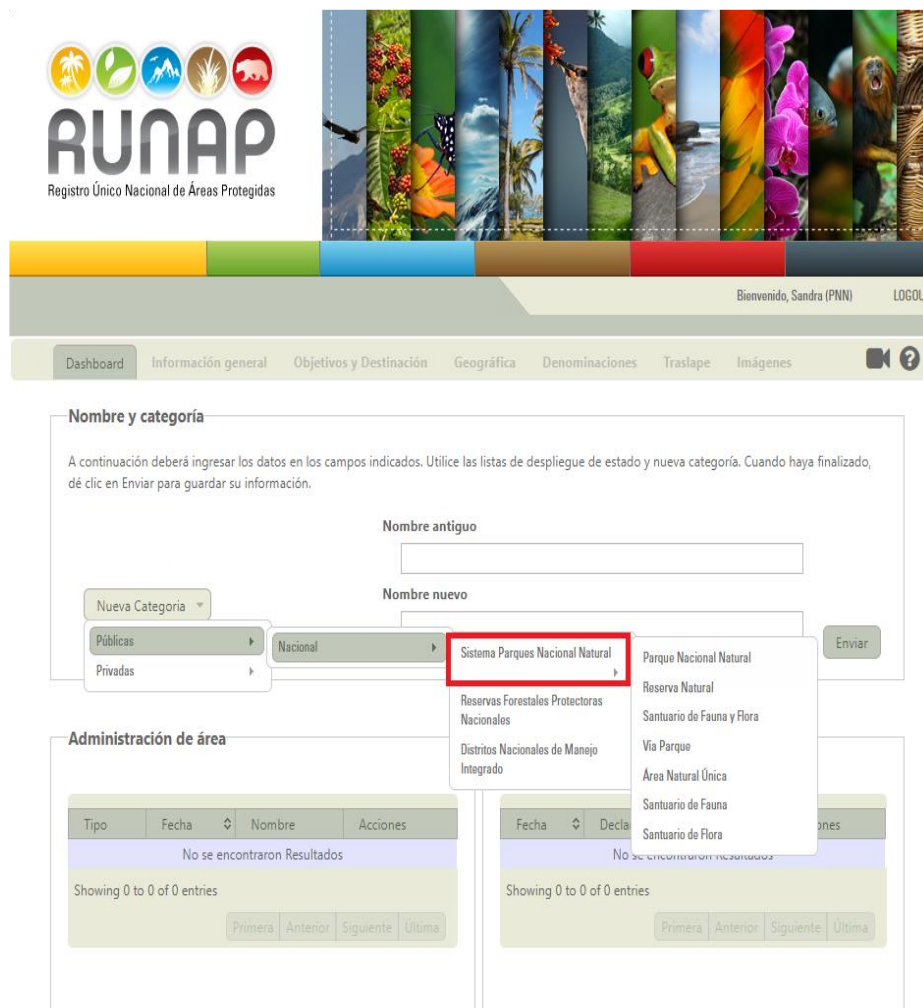 RUNAP
Registro Único Nacional de Áreas Protegidas
Bienvenido, Sandra (PNN) LOGOU
Dashboard Información general Objetivos y Destinación Geográfica Denominaciones Traslape Imágenes
Nombre y categoría
A continuación deberá ingresar los datos en los campos indicados. Utilice las listas de despliegue de estado y nueva categoría. Cuando haya finalizado,
dé clic en Enviar para guardar su información.
Nombre antiguo
Nueva Categoria
Nombre nuevo
Públicas
Privadas
Nacional
Sistema Parques Nacional Natural
Reservas Forestales Protectoras
Nacionales
Distritos Nacionales de Manejo
Integrado
Parque Nacional Natural
Reserva Natural
Santuario de Fauna y Flora
Via Parque
Área Natural Única
Santuario de Fauna
Santuario de Flora
Enviar
Administración de área
Tipo Fecha Nombre Acciones
No se encontraron Resultados
Showing 0 to 0 of 0 entries
Primera Anterior Siguiente Última
Fecha Decla ones
No se encontraron Resultados
Showing 0 to 0 of 0 entries
Primera Anterior Siguiente Última